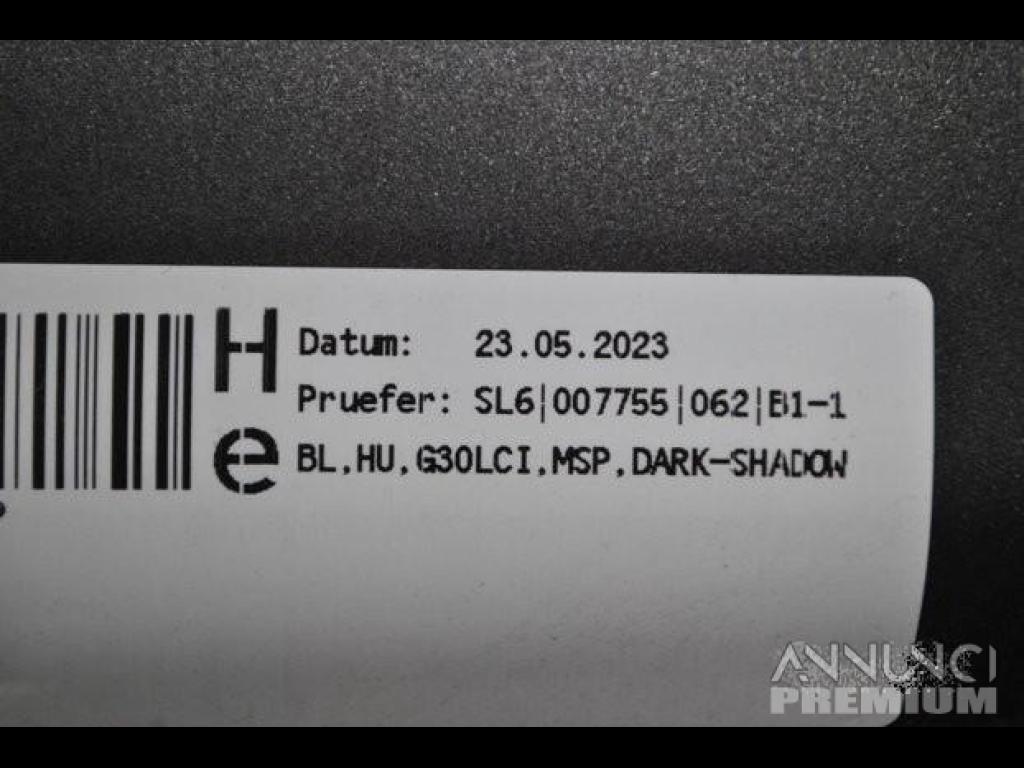 H Datum: 23.05.2023
Pruefer: SL6|007755|062|B1-1
e BL,HU,G30LCI,MSP,DARK-SHADOW
ANNUNCI
PREMIUM